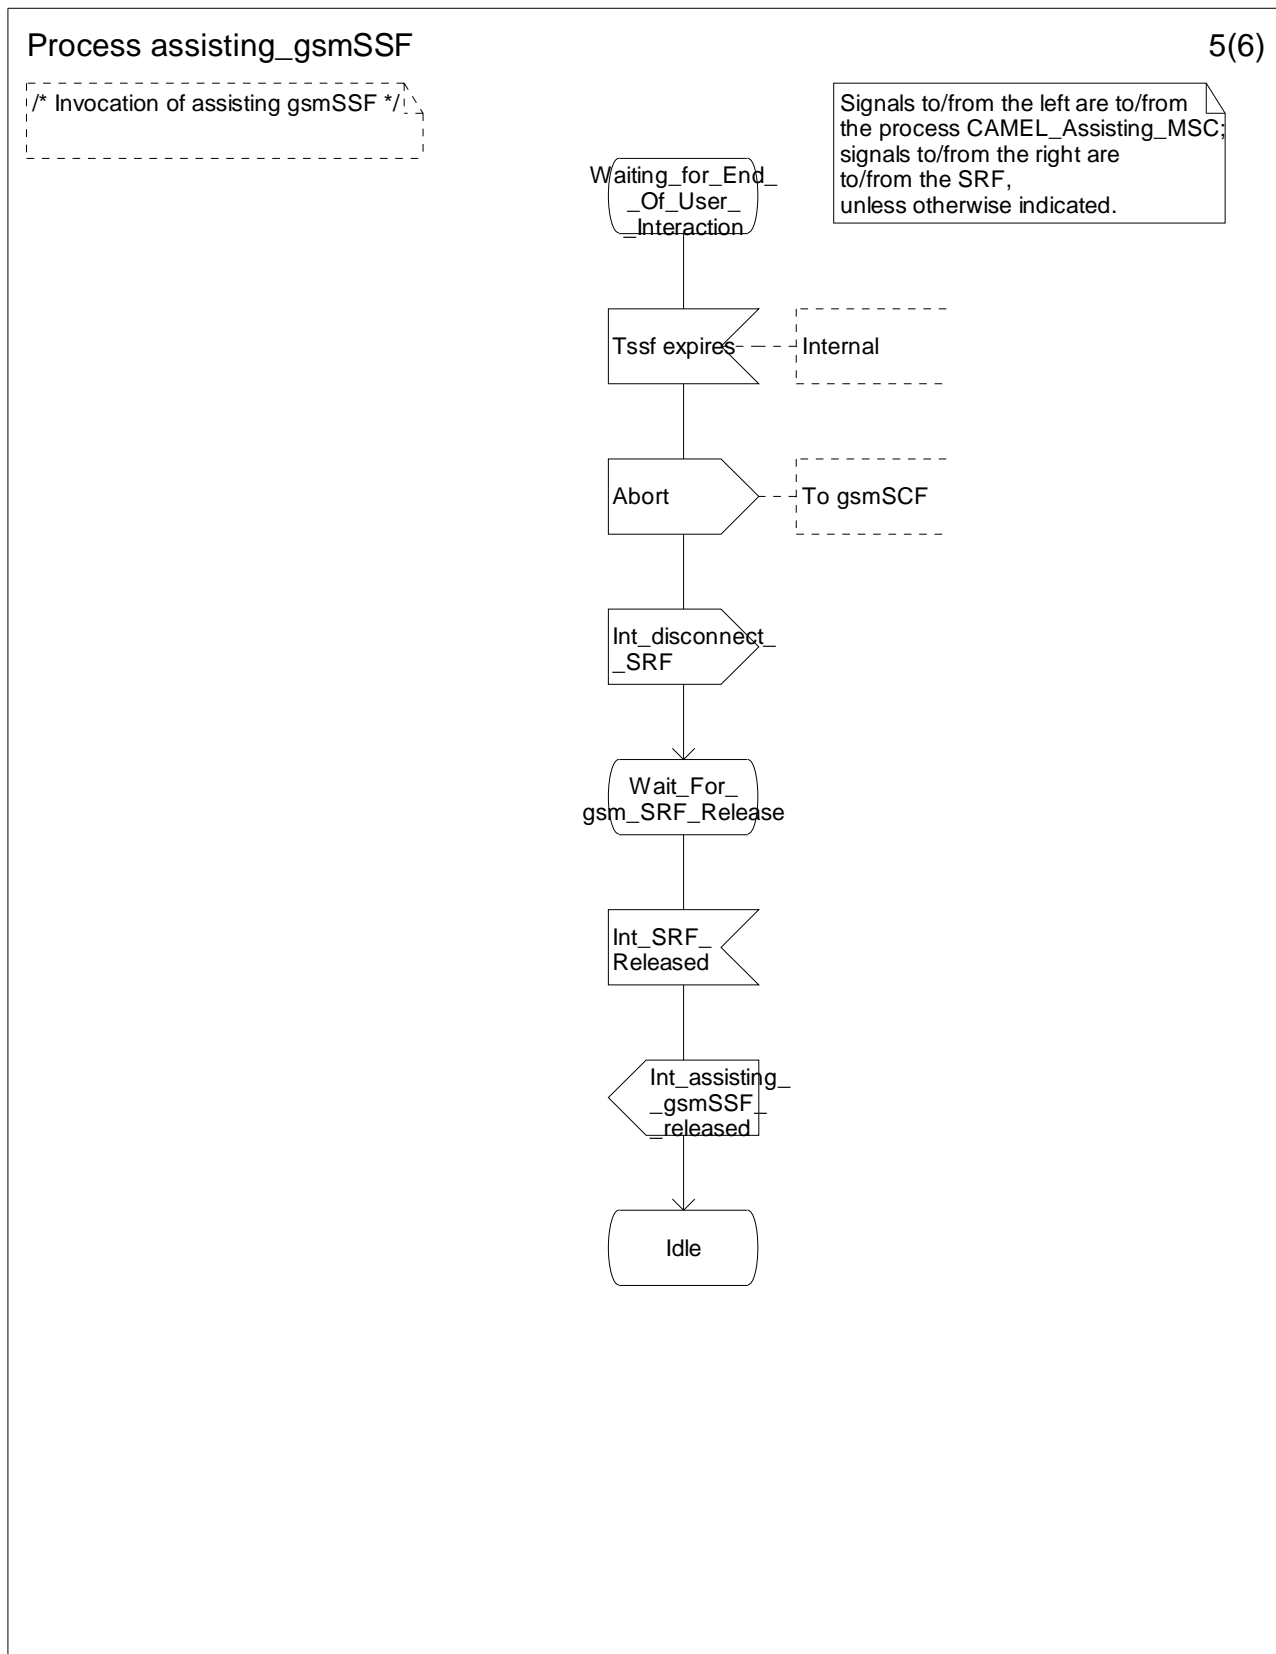 Process assisting_gsmSSF
5(6)
/* Invocation of assisting gsmSSF */
Signals to/from the left are to/from
the process CAMEL_Assisting_MSC;
signals to/from the right are
to/from the SRF,
unless otherwise indicated.
Waiting_for_End_
_Of_User_
_Interaction
Tssf expires
Internal
Abort
To gsmSCF
Int_disconnect_
_SRF
Wait_For_
gsm_SRF_Release
Int_SRF_
Released
Int_assisting_
_gsmSSF_
_released
Idle